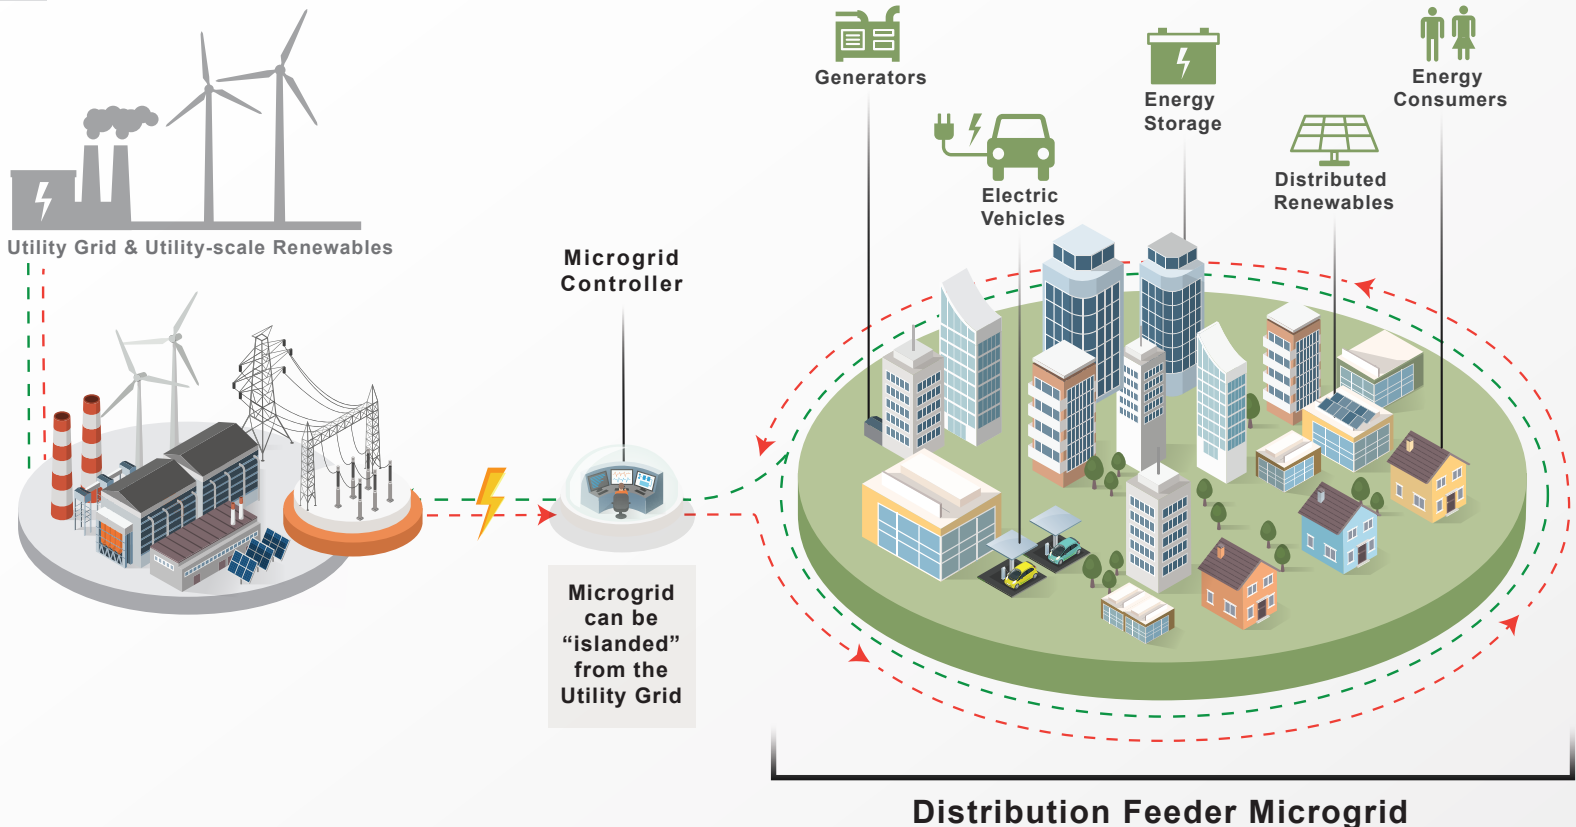 Generators
Energy
Storage
Energy
Consumers
Electric
Vehicles
Distributed
Renewables
Utility Grid & Utility-scale Renewables
Microgrid
Controller
Microgrid
can be
“islanded”
from the
Utility Grid
Distribution Feeder Microgrid